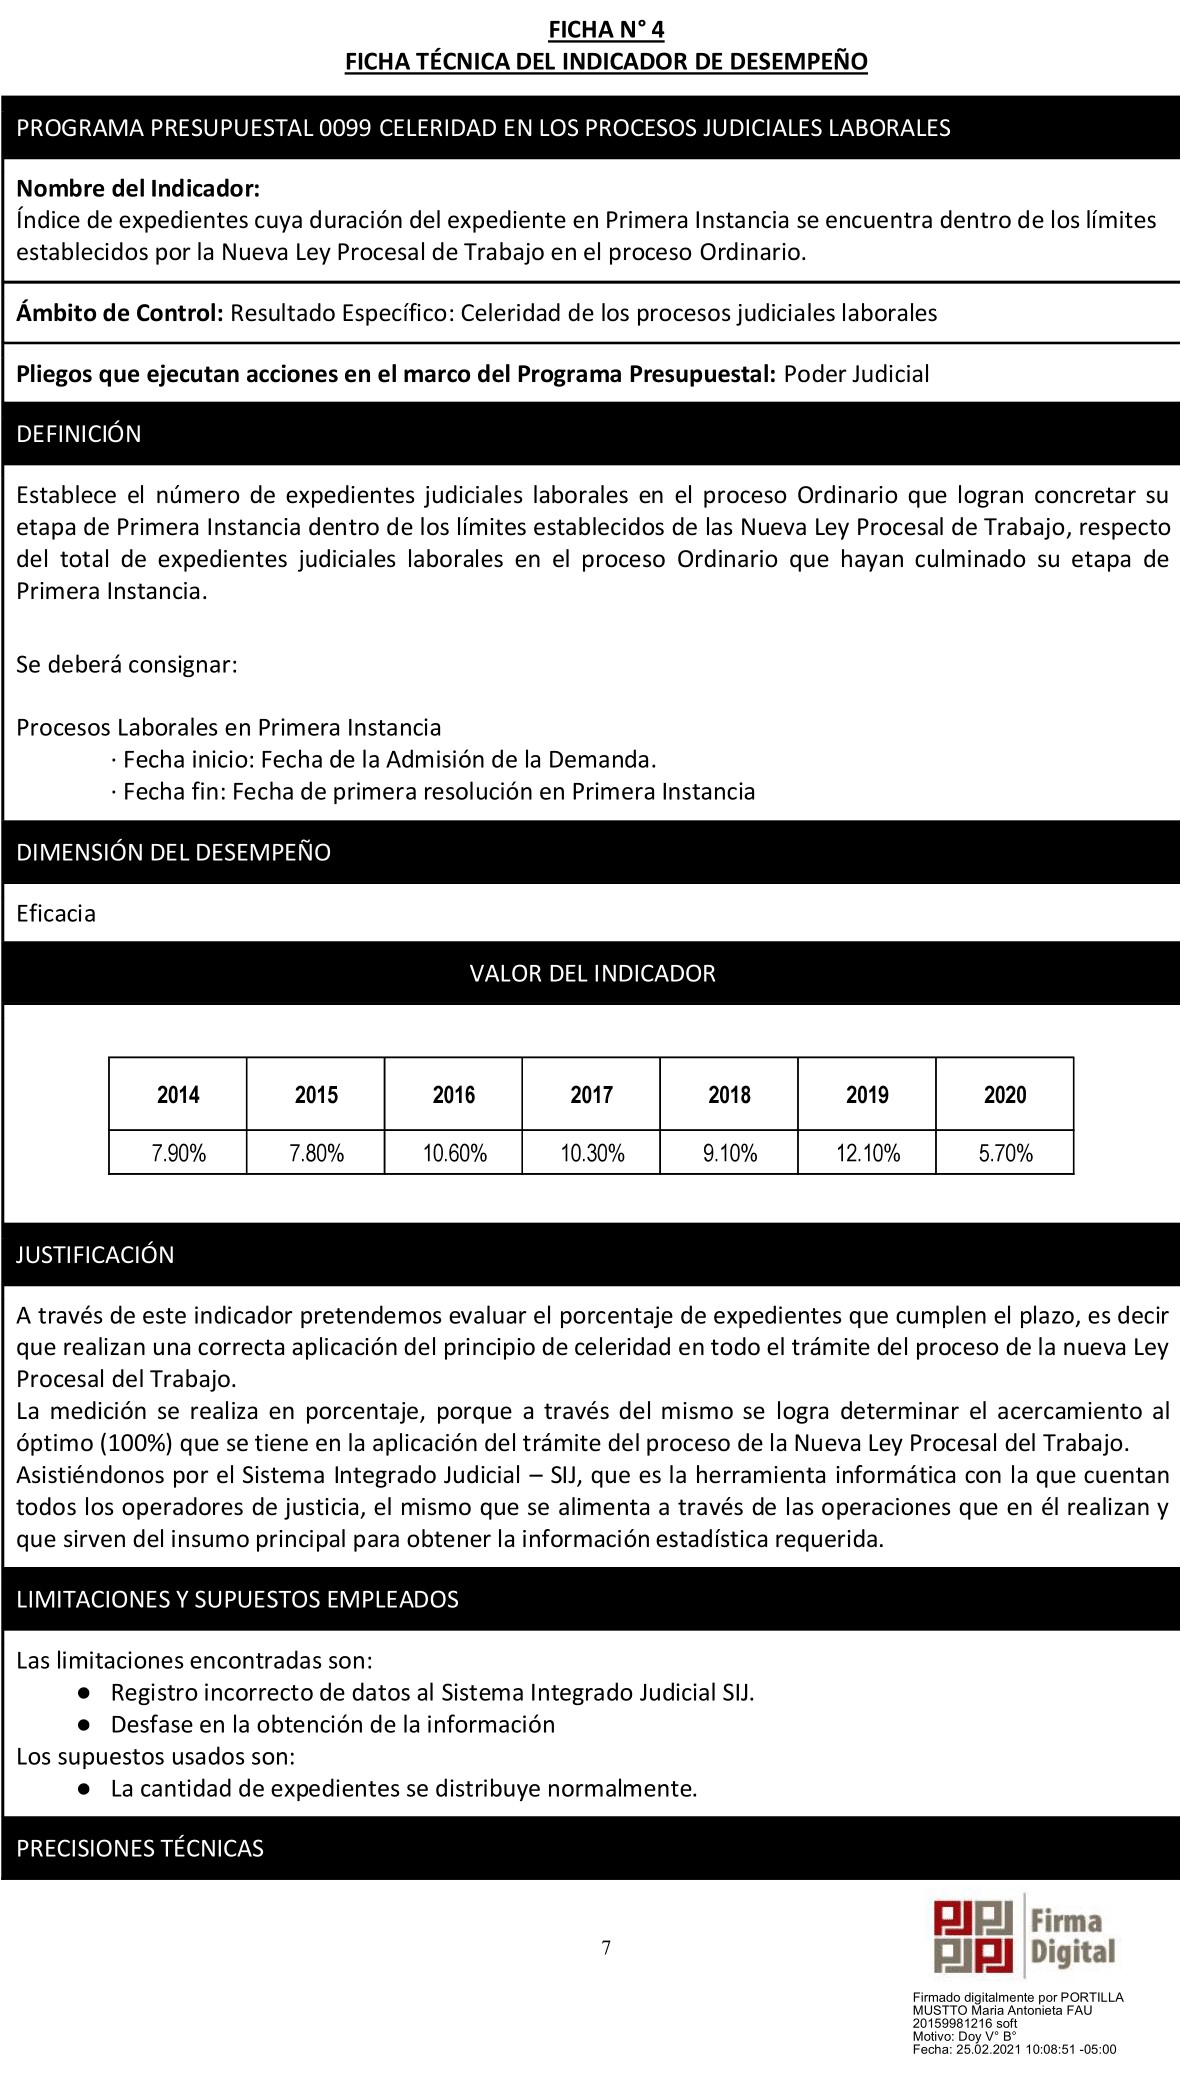 FICHA N° 4
FICHA TÉCNICA DEL INDICADOR DE DESEMPEÑO
PROGRAMA PRESUPUESTAL 0099 CELERIDAD EN LOS PROCESOS JUDICIALES LABORALES
Nombre del Indicador:
Índice de expedientes cuya duración del expediente en Primera Instancia se encuentra dentro de los límites
establecidos por la Nueva Ley Procesal de Trabajo en el proceso Ordinario.
Ámbito de Control: Resultado Específico: Celeridad de los procesos judiciales laborales
Pliegos que ejecutan acciones en el marco del Programa Presupuestal: Poder Judicial
DEFINICIÓN
Establece el número de expedientes judiciales laborales en el proceso Ordinario que logran concretar su
etapa de Primera Instancia dentro de los límites establecidos de las Nueva Ley Procesal de Trabajo, respecto
del total de expedientes judiciales laborales en el proceso Ordinario que hayan culminado su etapa de
Primera Instancia.
Se deberá consignar:
Procesos Laborales en Primera Instancia
· Fecha inicio: Fecha de la Admisión de la Demanda.
· Fecha fin: Fecha de primera resolución en Primera Instancia
DIMENSIÓN DEL DESEMPEÑO
Eficacia
VALOR DEL INDICADOR
2014 2015 2016 2017 2018 2019 2020
7.90% 7.80% 10.60% 10.30% 9.10% 12.10% 5.70%
JUSTIFICACIÓN
A través de este indicador pretendemos evaluar el porcentaje de expedientes que cumplen el plazo, es decir
que realizan una correcta aplicación del principio de celeridad en todo el trámite del proceso de la nueva Ley
Procesal del Trabajo.
La medición se realiza en porcentaje, porque a través del mismo se logra determinar el acercamiento al
óptimo (100%) que se tiene en la aplicación del trámite del proceso de la Nueva Ley Procesal del Trabajo.
Asistiéndonos por el Sistema Integrado Judicial – SIJ, que es la herramienta informática con la que cuentan
todos los operadores de justicia, el mismo que se alimenta a través de las operaciones que en él realizan y
que sirven del insumo principal para obtener la información estadística requerida.
LIMITACIONES Y SUPUESTOS EMPLEADOS
Las limitaciones encontradas son:
● Registro incorrecto de datos al Sistema Integrado Judicial SIJ.
● Desfase en la obtención de la información
Los supuestos usados son:
● La cantidad de expedientes se distribuye normalmente.
PRECISIONES TÉCNICAS
7
PJ PJ
PJ PJ
Firma
Digital
Firmado digitalmente por PORTILLA
MUSTTO Maria Antonieta FAU
20159981216 soft
Motivo: Doy V° B°
Fecha: 25.02.2021 10:08:51 -05:00